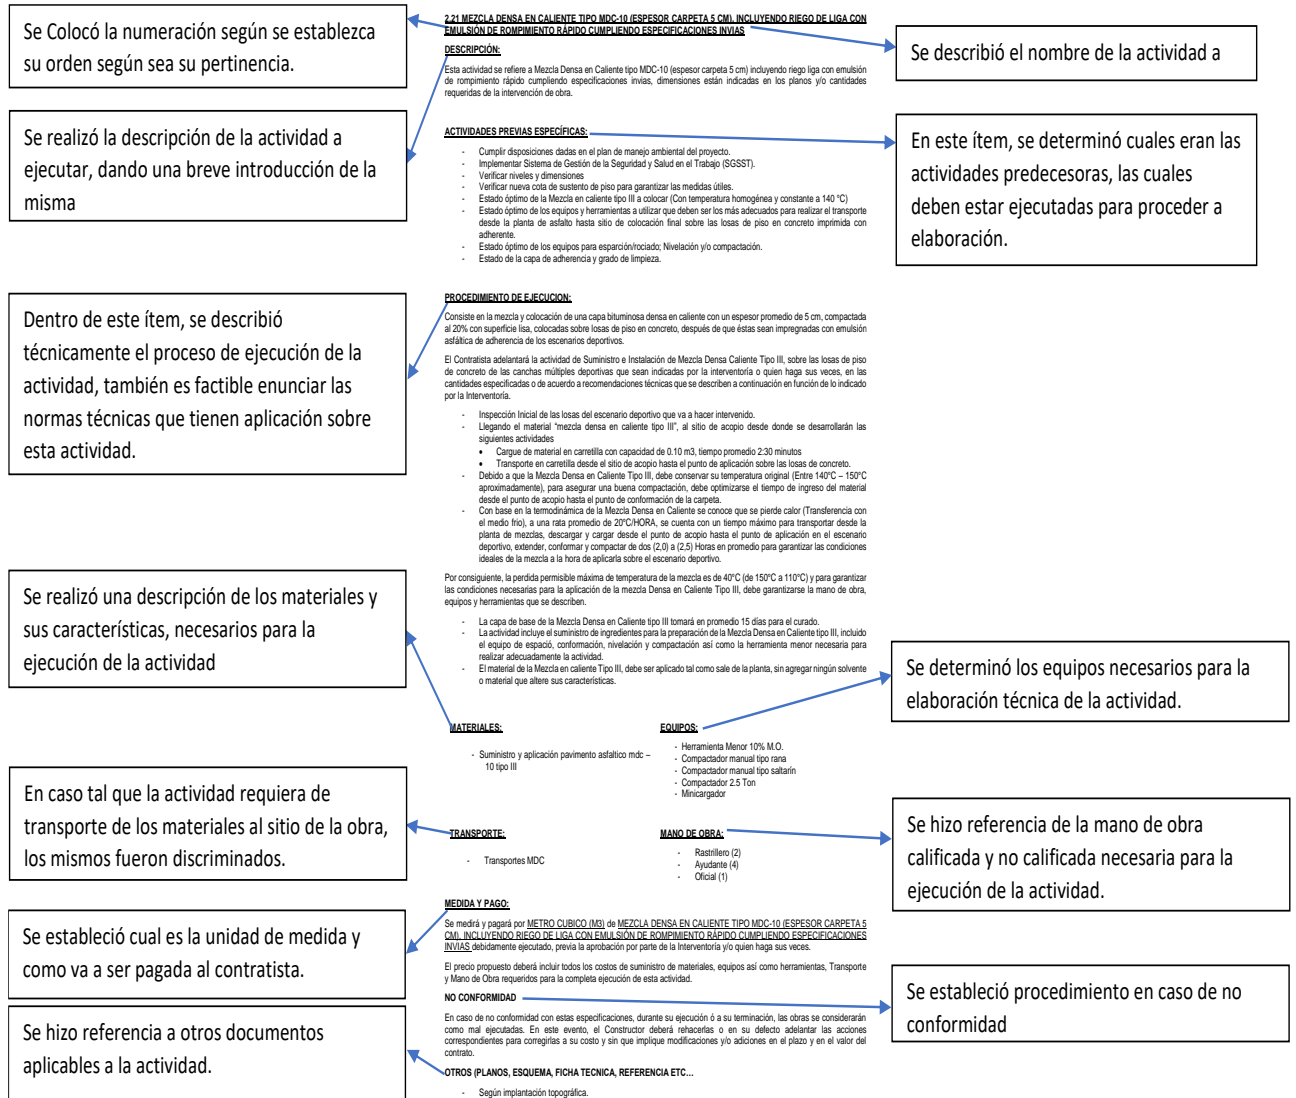 Se Colocó la numeración según se establezca
su orden según sea su pertinencia.
Se realizó la descripción de la actividad a
ejecutar, dando una breve introducción de la
misma
Dentro de este ítem, se describió
técnicamente el proceso de ejecución de la
actividad, también es factible enunciar las
normas técnicas que tienen aplicación sobre
esta actividad.
Se realizó una descripción de los materiales y
sus características, necesarios para la
ejecución de la actividad
En caso tal que la actividad requiera de
transporte de los materiales al sitio de la obra,
los mismos fueron discriminados.
Se estableció cual es la unidad de medida y
como va a ser pagada al contratista.
Se hizo referencia a otros documentos
aplicables a la actividad.
2.21 MEZCLA DENSA EN CALIENTE TIPO MDC-10 (ESPESOR CARPETA 5 CM). INCLUYENDO RIEGO DE LIGA CON
EMULSIÓN DE ROMPIMIENTO RÁPIDO CUMPLIENDO ESPECIFICACIONES INVIAS
DESCRIPCIÓN:
Esta actividad se refiere a Mezcla Densa en Caliente tipo MDC-10 (espesor carpeta 5 cm) incluyendo riego liga con emulsión
de rompimiento rápido cumpliendo especificaciones invias, dimensiones están indicadas en los planos y/o cantidades
requeridas de la intervención de obra.
ACTIVIDADES PREVIAS ESPECÍFICAS:
- Cumplir disposiciones dadas en el plan de manejo ambiental del proyecto.
- Implementar Sistema de Gestión de la Seguridad y Salud en el Trabajo (SGSST).
- Verificar niveles y dimensiones
- Verificar nueva cota de sustento de piso para garantizar las medidas útiles.
- Estado óptimo de la Mezcla en caliente tipo III a colocar (Con temperatura homogénea y constante a 140 °C)
- Estado óptimo de los equipos y herramientas a utilizar que deben ser los más adecuados para realizar el transporte
desde la planta de asfalto hasta sitio de colocación final sobre las losas de piso en concreto imprimida con
adherente.
- Estado óptimo de los equipos para esparción/rociado; Nivelación y/o compactación.
- Estado de la capa de adherencia y grado de limpieza.
PROCEDIMIENTO DE EJECUCION:
Consiste en la mezcla y colocación de una capa bituminosa densa en caliente con un espesor promedio de 5 cm, compactada
al 20% con superficie lisa, colocadas sobre losas de piso en concreto, después de que éstas sean impregnadas con emulsión
asfáltica de adherencia de los escenarios deportivos.
El Contratista adelantará la actividad de Suministro e Instalación de Mezcla Densa Caliente Tipo III, sobre las losas de piso
de concreto de las canchas múltiples deportivas que sean indicadas por la interventoría o quien haga sus veces, en las
cantidades especificadas o de acuerdo a recomendaciones técnicas que se describen a continuación en función de lo indicado
por la Interventoría.
- Inspección Inicial de las losas del escenario deportivo que va a hacer intervenido.
- Llegando el material “mezcla densa en caliente tipo III”, al sitio de acopio desde donde se desarrollarán las
siguientes actividades
• Cargue de material en carretilla con capacidad de 0.10 m3, tiempo promedio 2:30 minutos
• Transporte en carretilla desde el sitio de acopio hasta el punto de aplicación sobre las losas de concreto.
- Debido a que la Mezcla Densa en Caliente Tipo III, debe conservar su temperatura original (Entre 140°C – 150°C
aproximadamente), para asegurar una buena compactación, debe optimizarse el tiempo de ingreso del material
desde el punto de acopio hasta el punto de conformación de la carpeta.
- Con base en la termodinámica de la Mezcla Densa en Caliente se conoce que se pierde calor (Transferencia con
el medio frio), a una rata promedio de 20°C/HORA, se cuenta con un tiempo máximo para transportar desde la
planta de mezclas, descargar y cargar desde el punto de acopio hasta el punto de aplicación en el escenario
deportivo, extender, conformar y compactar de dos (2,0) a (2,5) Horas en promedio para garantizar las condiciones
ideales de la mezcla a la hora de aplicarla sobre el escenario deportivo.
Por consiguiente, la perdida permisible máxima de temperatura de la mezcla es de 40°C (de 150°C a 110°C) y para garantizar
las condiciones necesarias para la aplicación de la mezcla Densa en Caliente Tipo III, debe garantizarse la mano de obra,
equipos y herramientas que se describen.
- La capa de base de la Mezcla Densa en Caliente tipo III tomará en promedio 15 días para el curado.
- La actividad incluye el suministro de ingredientes para la preparación de la Mezcla Densa en Caliente tipo III, incluido
el equipo de espació, conformación, nivelación y compactación así como la herramienta menor necesaria para
realizar adecuadamente la actividad.
- El material de la Mezcla en caliente Tipo III, debe ser aplicado tal como sale de la planta, sin agregar ningún solvente
o material que altere sus características.
MATERIALES:
- Suministro y aplicación pavimento asfaltico mdc –
10 tipo III
EQUIPOS:
- Herramienta Menor 10% M.O.
- Compactador manual tipo rana
- Compactador manual tipo saltarín
- Compactador 2.5 Ton
- Minicargador
TRANSPORTE:
- Transportes MDC
MANO DE OBRA:
- Rastrillero (2)
- Ayudante (4)
- Oficial (1)
MEDIDA Y PAGO:
Se medirá y pagará por METRO CUBICO (M3) de MEZCLA DENSA EN CALIENTE TIPO MDC-10 (ESPESOR CARPETA 5
CM). INCLUYENDO RIEGO DE LIGA CON EMULSIÓN DE ROMPIMIENTO RÁPIDO CUMPLIENDO ESPECIFICACIONES
INVIAS debidamente ejecutado, previa la aprobación por parte de la Interventoría y/o quien haga sus veces.
El precio propuesto deberá incluir todos los costos de suministro de materiales, equipos así como herramientas, Transporte
y Mano de Obra requeridos para la completa ejecución de esta actividad.
NO CONFORMIDAD
En caso de no conformidad con estas especificaciones, durante su ejecución ó a su terminación, las obras se considerarán
como mal ejecutadas. En este evento, el Constructor deberá rehacerlas o en su defecto adelantar las acciones
correspondientes para corregirlas a su costo y sin que implique modificaciones y/o adiciones en el plazo y en el valor del
contrato.
OTROS (PLANOS, ESQUEMA, FICHA TECNICA, REFERENCIA ETC…
- Según implantación topográfica.
Se describió el nombre de la actividad a
En este ítem, se determinó cuales eran las
actividades predecesoras, las cuales
deben estar ejecutadas para proceder a
elaboración.
Se determinó los equipos necesarios para la
elaboración técnica de la actividad.
Se hizo referencia de la mano de obra
calificada y no calificada necesaria para la
ejecución de la actividad.
Se estableció procedimiento en caso de no
conformidad